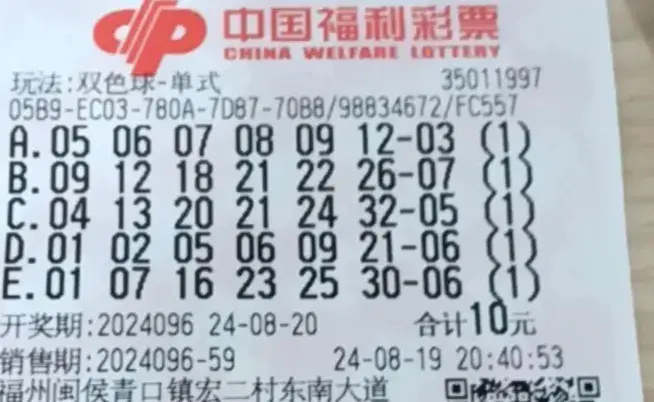 中国福利彩票
CHINA WELFARE LOTTERY
玩法:双色球-单式 35011997
05B9-EC03-780A-7D87-70B8/98834672/FC557
A.05 06 07 08 09 12-03 (1)
B.09 12 18 21 22 26-07 (1)
C.04 13 20 21 24 32-05 (1)
D.01 02 05 06 09 21-06 (1)
E.01 07 16 23 25 30-06 (1)
开奖期:2024096 24-08-20 合计10元
销售期:2024096-59 24-08-19 20:40:53
福州闽侯青口镇宏二村东南大道